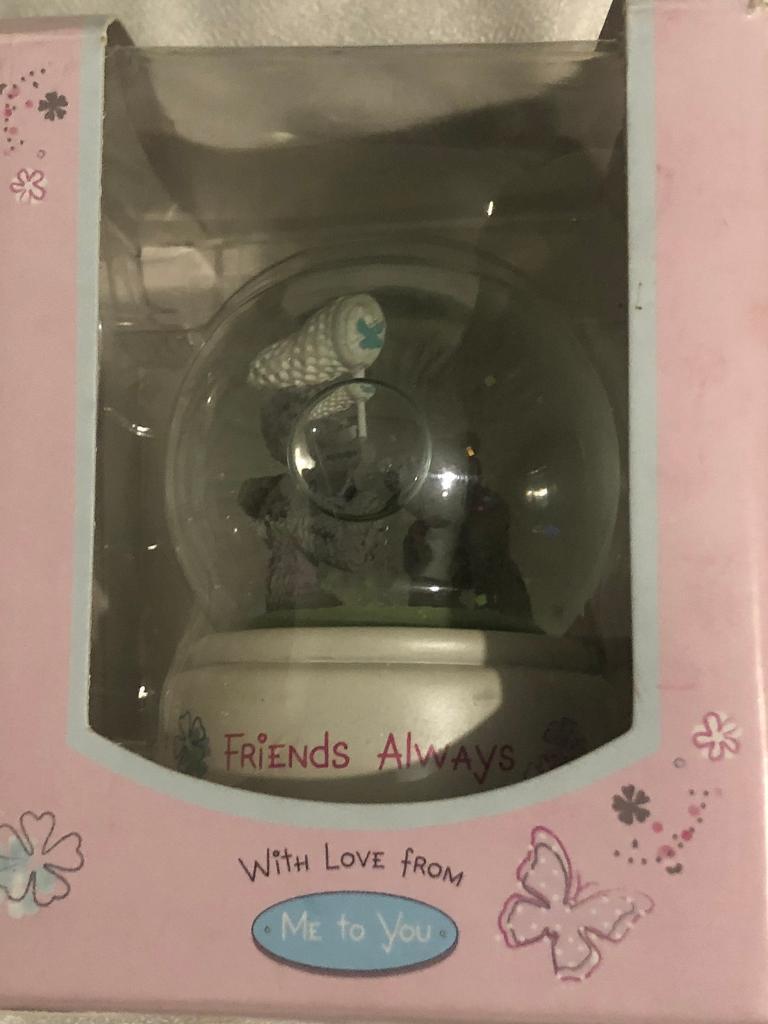 Friends Always
With Love from
Me to You